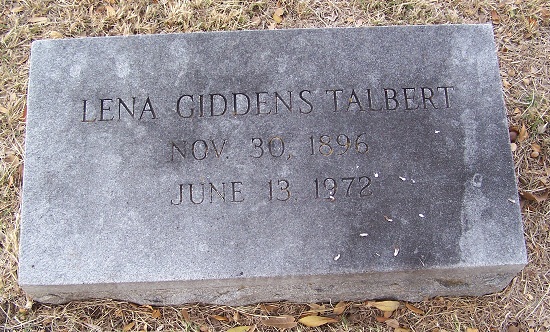 LENA GIDDENS TALBERT
NOV. 30, 1896
JUNE 13, 1972